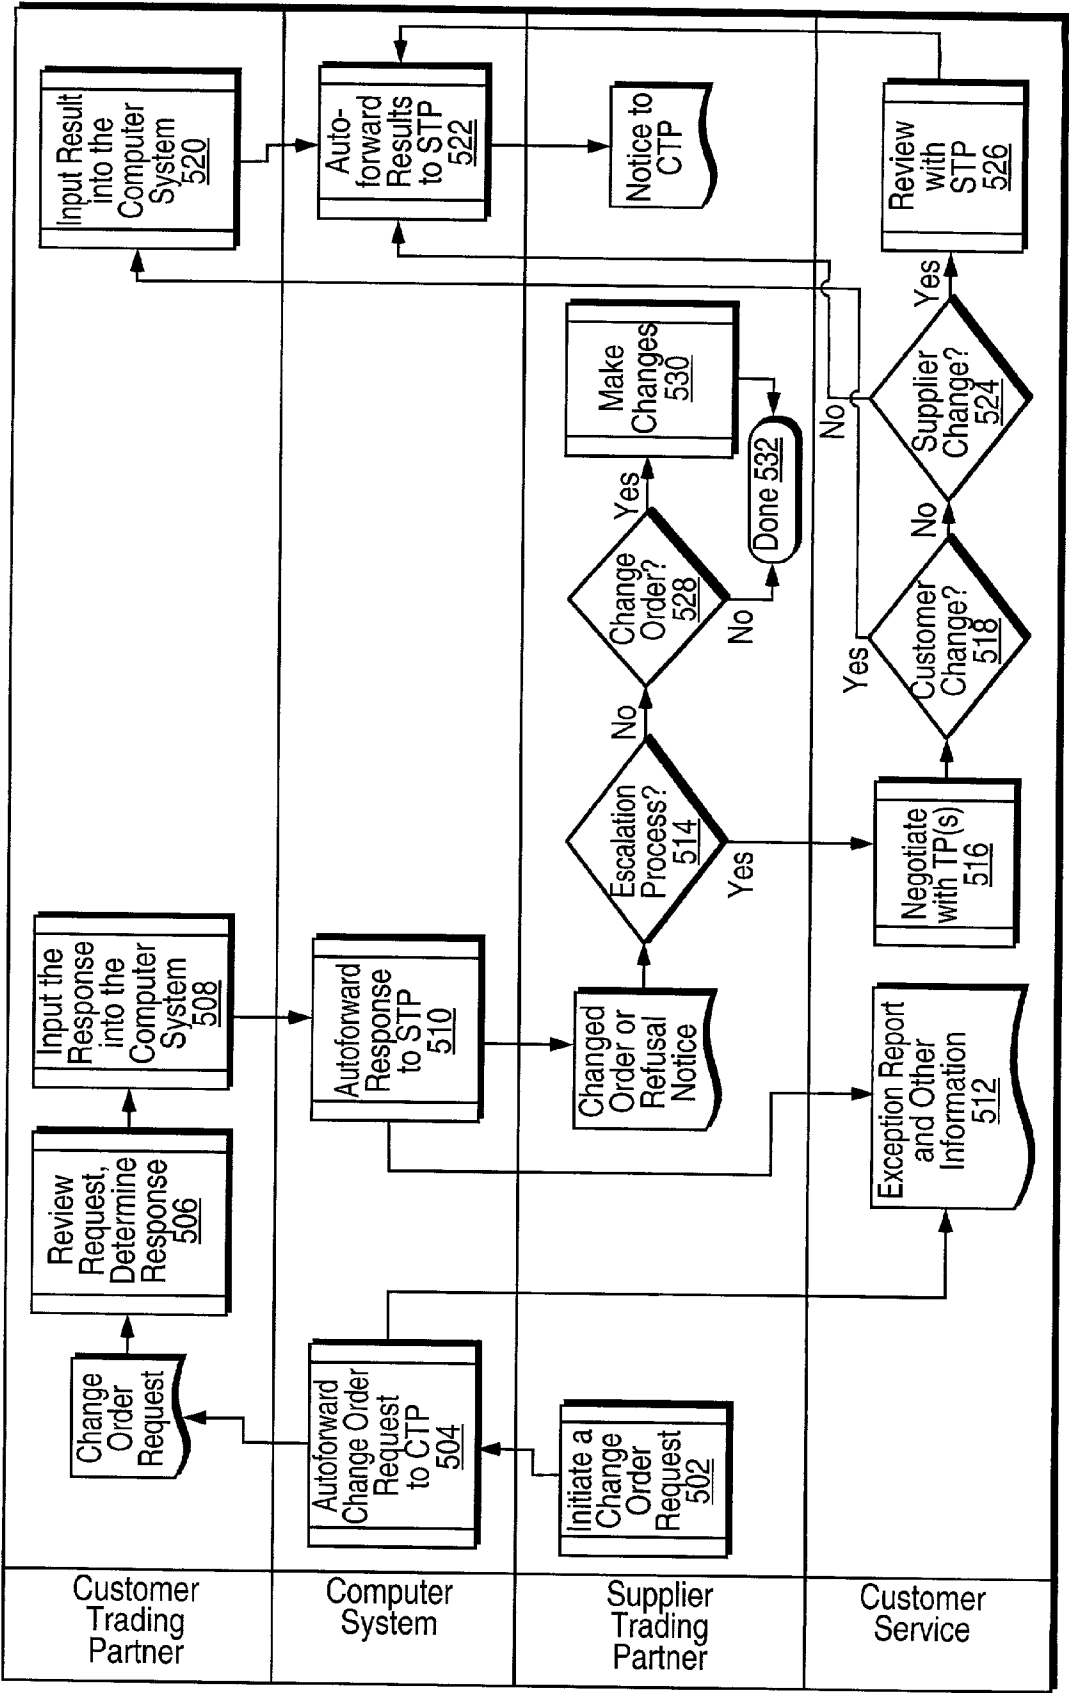 Customer
Trading
Partner
Change
Order
Request
Review
Request,
Determine
Response
506
Input the
Response
into the
Computer
System
508
Input Result
into the
Computer
System
520
Computer
System
Autoforward
Change Order
Request
to CTP
504
Autoforward
Response
to STP
510
Auto-
forward
Results
to STP
522
Supplier
Trading
Partner
Initiate a
Change
Order
Request
502
Changed
Order or
Refusal
Notice
Escalation
Process?
514
No
Yes
Change
Order?
528
Yes
No
Make
Changes
530
Done 532
Notice to
CTP
Customer
Service
Exception Report
and Other
Information
512
Negotiate
with TP(s)
516
Customer
Change?
518
Yes
No
Supplier
Change?
524
No
Yes
Review
with
STP
526